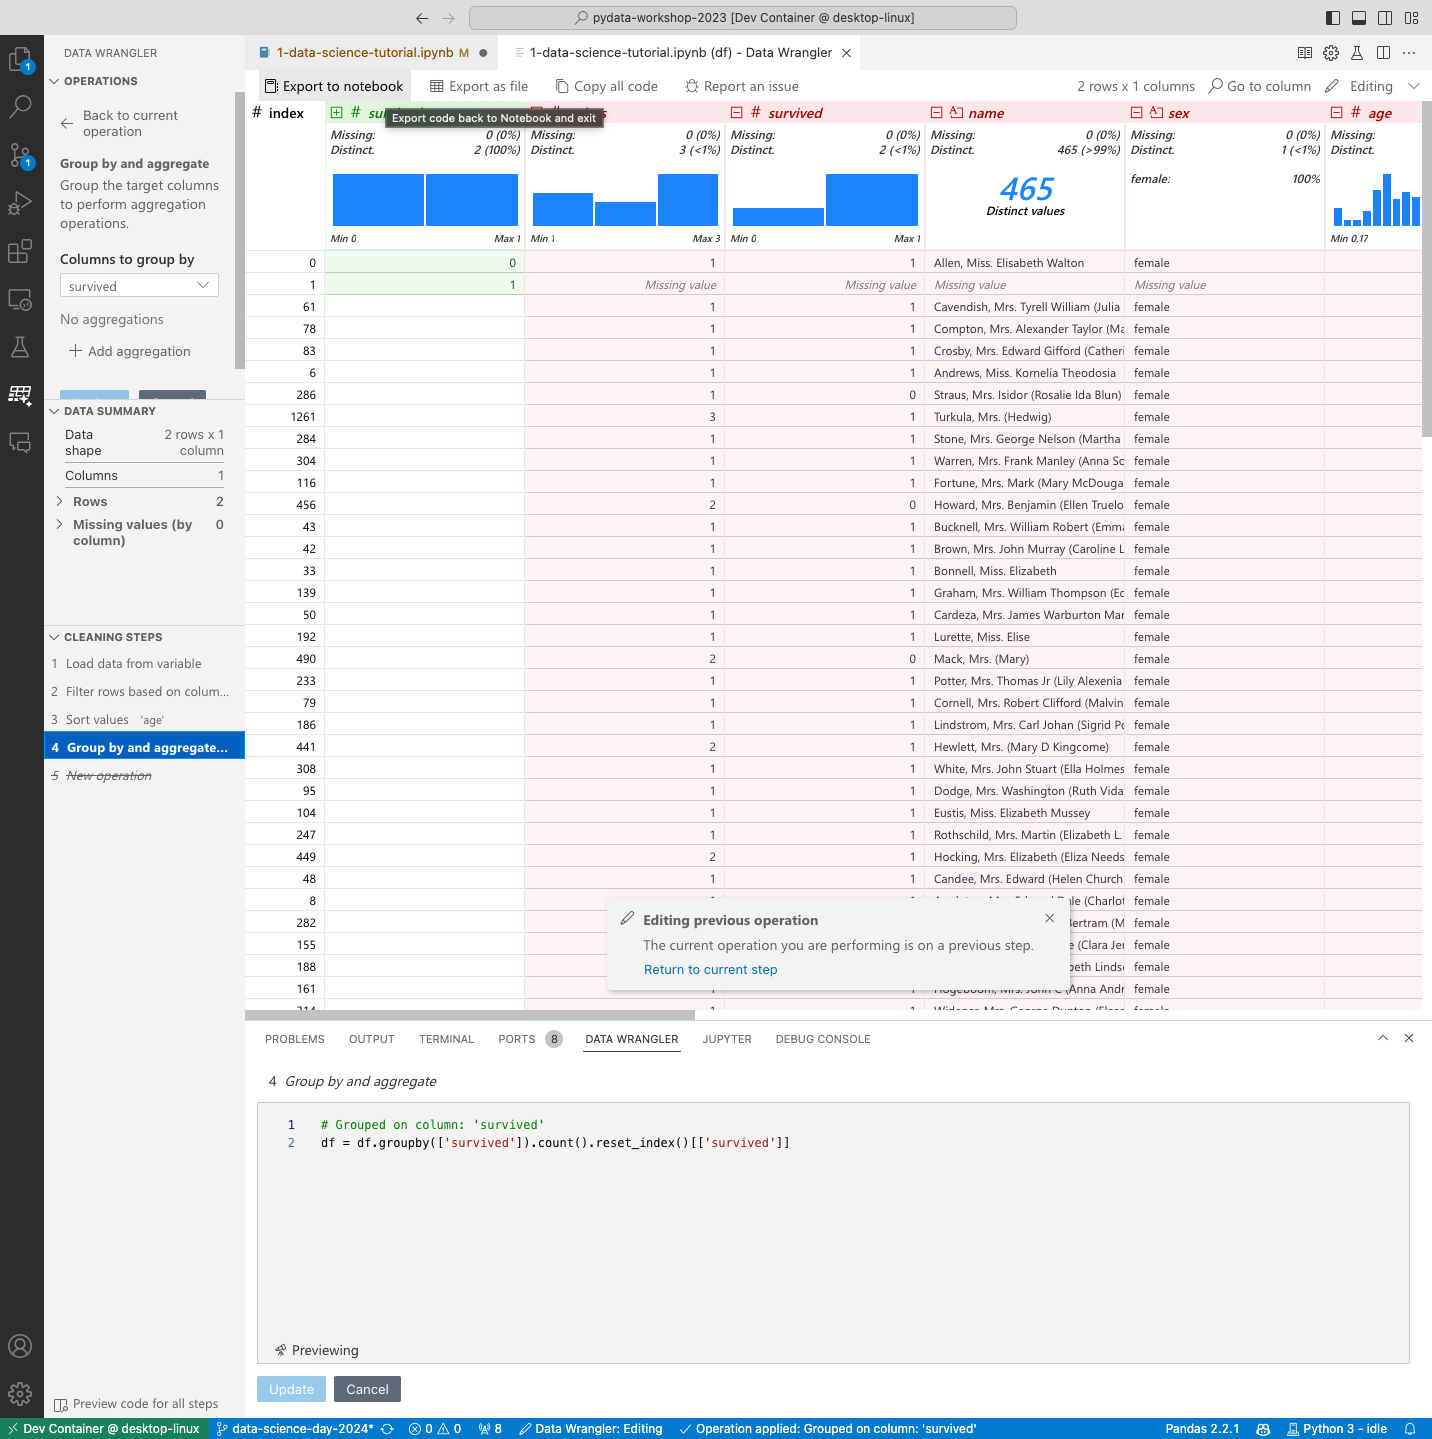 pydata-workshop-2023 [Dev Container @ desktop-linux]
DATA WRANGLER
1-data-science-tutorial.ipynb M
1-data-science-tutorial.ipynb (df) - Data Wrangler
OPERATIONS
Back to current
operation
Group by and aggregate
Group the target columns
to perform aggregation
operations.
Columns to group by
survived
No aggregations
Add aggregation
DATA SUMMARY
Data shape 2 rows x 1 column
Columns 1
Rows 2
Missing values (by column) 0
CLEANING STEPS
1 Load data from variable
2 Filter rows based on colum...
3 Sort values 'age'
4 Group by and aggregate...
5 New operation
Preview code for all steps
Export to notebook Export as file Copy all code Report an issue 2 rows x 1 columns Go to column Editing
Export code back to Notebook and exit
# index # # survived name sex # age
Missing: 0 (0%) Missing: 0 (0%) Missing: 0 (0%) Missing: 0 (0%) Missing: 0 (0%) Missing:
Distinct: 2 (100%) Distinct: 3 (<1%) Distinct: 2 (<1%) Distinct: 465 (>99%) Distinct: 1 (<1%) Distinct:
465
Distinct values
female: 100%
Min 0 Max 1 Min 1 Max 3 Min 0 Max 1 Min 0.17
0 0 1 1 Allen, Miss. Elisabeth Walton female
1 1 Missing value Missing value Missing value Missing value
61 1 1 Cavendish, Mrs. Tyrell William (Julia female
78 1 1 Compton, Mrs. Alexander Taylor (Ma female
83 1 1 Crosby, Mrs. Edward Gifford (Catheri female
6 1 1 Andrews, Miss. Kornelia Theodosia female
286 1 0 Straus, Mrs. Isidor (Rosalie Ida Blun) female
1261 3 1 Turkula, Mrs. (Hedwig) female
284 1 1 Stone, Mrs. George Nelson (Martha female
304 1 1 Warren, Mrs. Frank Manley (Anna So female
116 1 1 Fortune, Mrs. Mark (Mary McDouga female
456 2 0 Howard, Mrs. Benjamin (Ellen Truelo female
43 1 1 Bucknell, Mrs. William Robert (Emma female
42 1 1 Brown, Mrs. John Murray (Caroline L female
33 1 1 Bonnell, Miss. Elizabeth female
139 1 1 Graham, Mrs. William Thompson (Ed female
50 1 1 Cardeza, Mrs. James Warburton Mar female
192 1 1 Lurette, Miss. Elise female
490 2 0 Mack, Mrs. (Mary) female
233 1 1 Potter, Mrs. Thomas Jr (Lily Alexenia female
79 1 1 Cornell, Mrs. Robert Clifford (Malvin female
186 1 1 Lindstrom, Mrs. Carl Johan (Sigrid Po female
441 2 1 Hewlett, Mrs. (Mary D Kingcome) female
308 1 1 White, Mrs. John Stuart (Ella Holmes female
95 1 1 Dodge, Mrs. Washington (Ruth Vida female
104 1 1 Eustis, Miss. Elizabeth Mussey female
247 1 1 Rothschild, Mrs. Martin (Elizabeth L. female
449 2 1 Hocking, Mrs. Elizabeth (Eliza Needs female
48 1 1 Candee, Mrs. Edward (Helen Church female
8 (Charlot female
282 Bertram (M female
155 (Clara Jer female
188 female
161 (Anna Andr female
Editing previous operation
The current operation you are performing is on a previous step.
Return to current step
PROBLEMS OUTPUT TERMINAL PORTS 8 DATA WRANGLER JUPYTER DEBUG CONSOLE
4 Group by and aggregate
1 # Grouped on column: 'survived'
2 df = df.groupby(['survived']).count().reset_index()[['survived']]
Previewing
Update Cancel
Dev Container @ desktop-linux data-science-day-2024* 0 0 8 Data Wrangler: Editing Operation applied: Grouped on column: 'survived' Pandas 2.2.1 Python 3 - idle